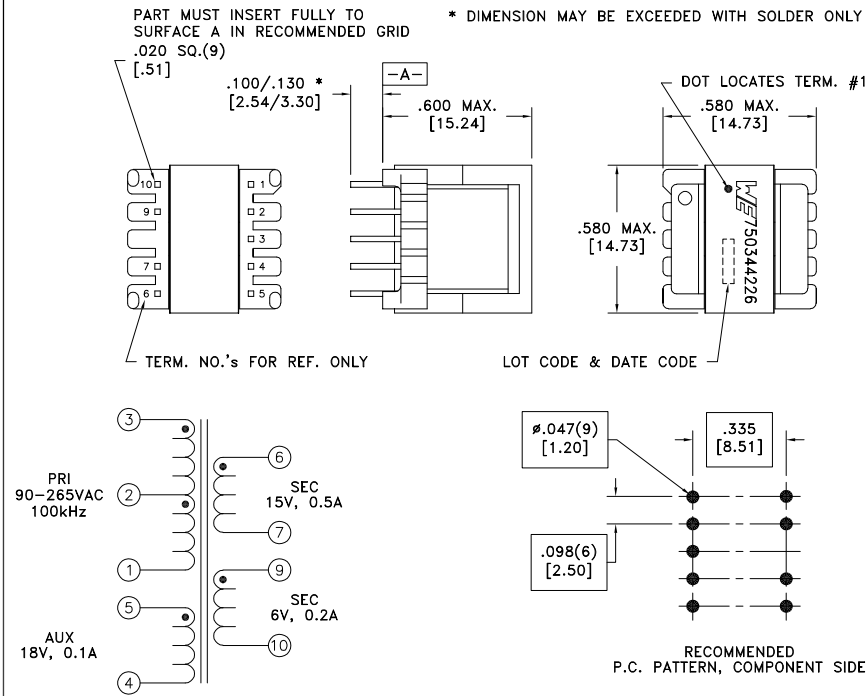 PART MUST INSERT FULLY TO
SURFACE A IN RECOMMENDED GRID
.020 SQ.(9)
[.51]
* DIMENSION MAY BE EXCEEDED WITH SOLDER ONLY
.100/.130 *
[2.54/3.30]
-A-
.600 MAX.
[15.24]
DOT LOCATES TERM. #1
.580 MAX.
[14.73]
10
9
7
6
1
2
3
4
5
.580 MAX.
[14.73]
WE 750344226
TERM. NO.'s FOR REF. ONLY
LOT CODE & DATE CODE
3
2
1
5
4
PRI
90-265VAC
100kHz
AUX
18V, 0.1A
6
SEC
15V, 0.5A
7
9
SEC
6V, 0.2A
10
ø.047(9)
[1.20]
.335
[8.51]
.098(6)
[2.50]
RECOMMENDED
P.C. PATTERN, COMPONENT SIDE